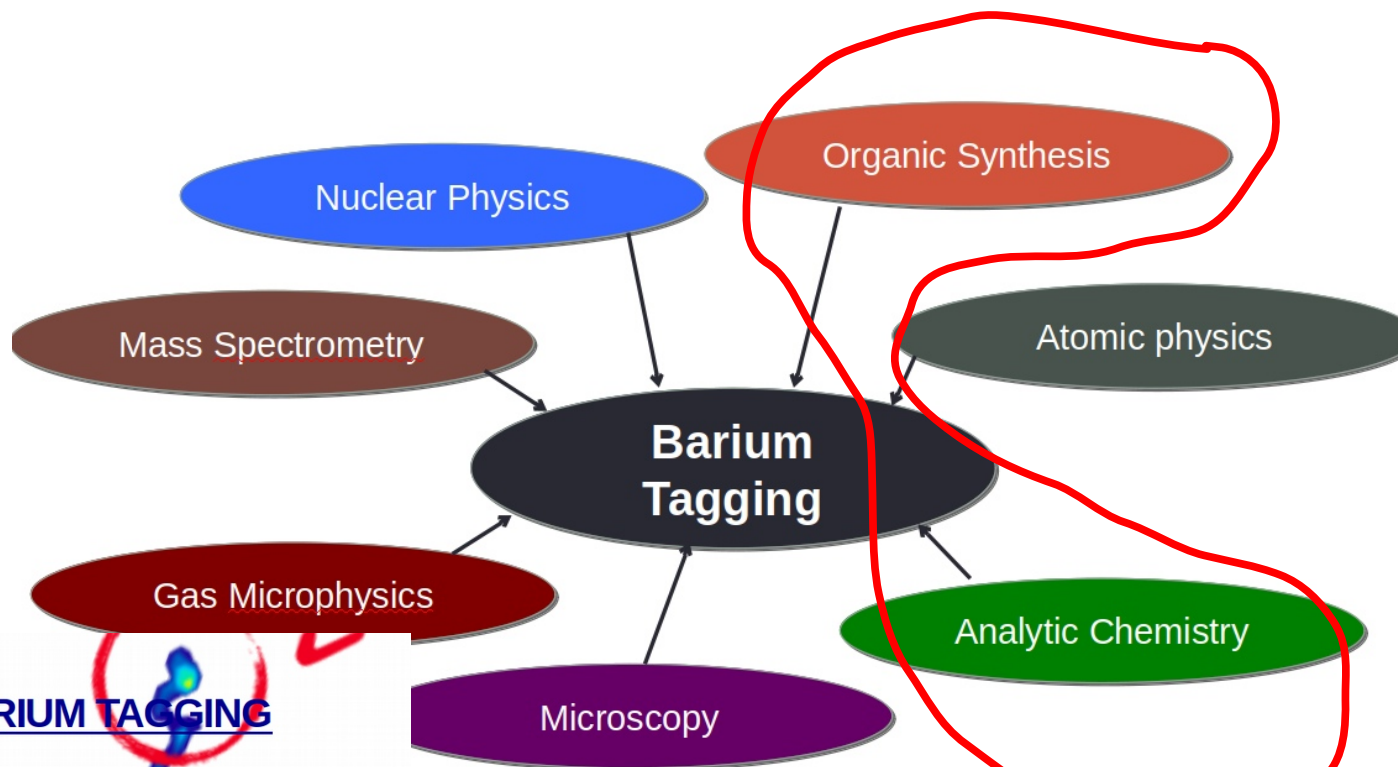 Organic Synthesis
Nuclear Physics
Mass Spectrometry
Atomic physics
Barium
Tagging
Gas Microphysics
Analytic Chemistry
RIUM TAGGING
Microscopy